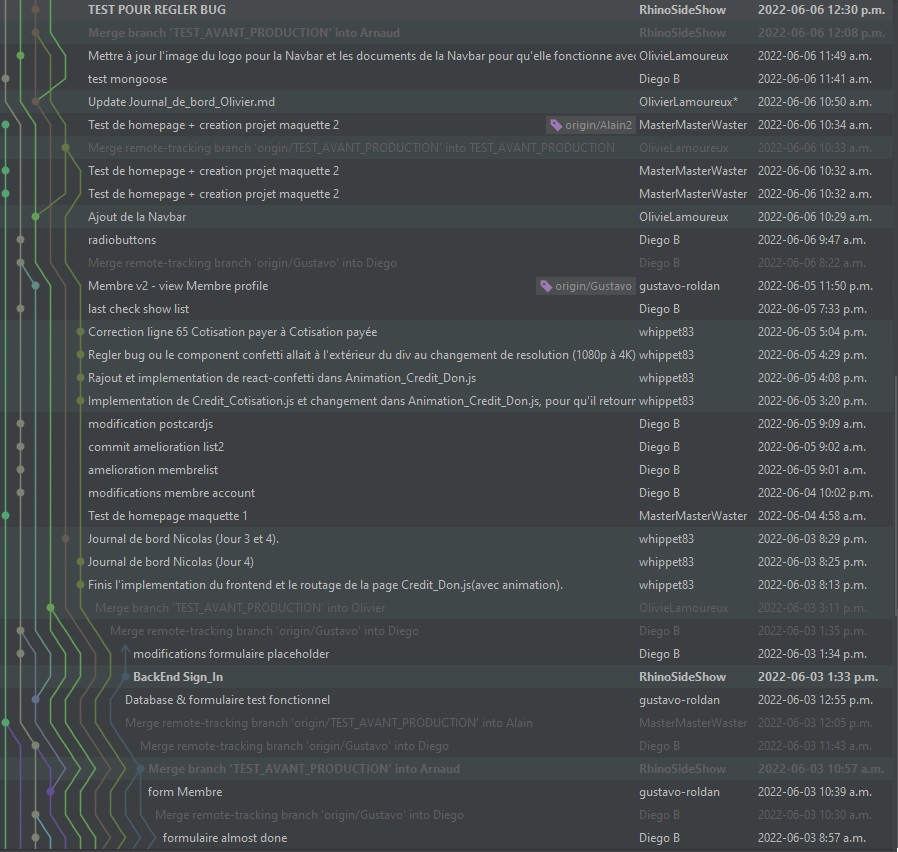 TEST POUR REGLER BUG RhinoSideShow 2022-06-06 12:30 p.m.
Merge branch 'TEST_AVANT_PRODUCTION' into Arnaud RhinoSideShow 2022-06-06 12:08 p.m.
Mettre à jour l'image du logo pour la Navbar et les documents de la Navbar pour qu'elle fonctionne avec OlivieLamoureux 2022-06-06 11:49 a.m.
test mongoose Diego B 2022-06-06 11:41 a.m.
Update Journal_de_bord_Olivier.md OlivierLamoureux* 2022-06-06 10:50 a.m.
Test de homepage + creation projet maquette 2 origin/Alain2 MasterMasterWaster 2022-06-06 10:34 a.m.
Merge remote-tracking branch 'origin/TEST_AVANT_PRODUCTION' into TEST_AVANT_PRODUCTION OlivieLamoureux 2022-06-06 10:33 a.m.
Test de homepage + creation projet maquette 2 MasterMasterWaster 2022-06-06 10:32 a.m.
Test de homepage + creation projet maquette 2 MasterMasterWaster 2022-06-06 10:32 a.m.
Ajout de la Navbar OlivieLamoureux 2022-06-06 10:29 a.m.
radiobuttons Diego B 2022-06-06 9:47 a.m.
Merge remote-tracking branch 'origin/Gustavo' into Diego Diego B 2022-06-06 8:22 a.m.
Membre v2 - view Membre profile origin/Gustavo gustavo-roldan 2022-06-05 11:50 p.m.
last check show list Diego B 2022-06-05 7:33 p.m.
Correction ligne 65 Cotisation payer à Cotisation payée whippet83 2022-06-05 5:04 p.m.
Regler bug ou le component confetti allait à l'extérieur du div au changement de resolution (1080p à 4K) whippet83 2022-06-05 4:29 p.m.
Rajout et implementation de react-confetti dans Animation_Credit_Don.js whippet83 2022-06-05 4:08 p.m.
Implementation de Credit_Cotisation.js et changement dans Animation_Credit_Don.js, pour qu'il retourn whippet83 2022-06-05 3:20 p.m.
modification postcardjs Diego B 2022-06-05 9:09 a.m.
commit amelioration list2 Diego B 2022-06-05 9:02 a.m.
amelioration membrelist Diego B 2022-06-05 9:01 a.m.
modifications membre account Diego B 2022-06-04 10:02 p.m.
Test de homepage maquette 1 MasterMasterWaster 2022-06-04 4:58 a.m.
Journal de bord Nicolas (Jour 3 et 4). whippet83 2022-06-03 8:29 p.m.
Journal de bord Nicolas (Jour 4) whippet83 2022-06-03 8:25 p.m.
Finis l'implementation du frontend et le routage de la page Credit_Don.js(avec animation). whippet83 2022-06-03 8:13 p.m.
Merge branch 'TEST_AVANT_PRODUCTION' into Olivier OlivieLamoureux 2022-06-03 3:11 p.m.
Merge remote-tracking branch 'origin/Gustavo' into Diego Diego B 2022-06-03 1:35 p.m.
modifications formulaire placeholder Diego B 2022-06-03 1:34 p.m.
BackEnd Sign_In RhinoSideShow 2022-06-03 1:33 p.m.
Database & formulaire test fonctionnel gustavo-roldan 2022-06-03 12:55 p.m.
Merge remote-tracking branch 'origin/TEST_AVANT_PRODUCTION' into Alain MasterMasterWaster 2022-06-03 12:05 p.m.
Merge remote-tracking branch 'origin/Gustavo' into Diego Diego B 2022-06-03 11:43 a.m.
Merge branch 'TEST_AVANT_PRODUCTION' into Arnaud RhinoSideShow 2022-06-03 10:57 a.m.
form Membre gustavo-roldan 2022-06-03 10:39 a.m.
Merge remote-tracking branch 'origin/Gustavo' into Diego Diego B 2022-06-03 10:30 a.m.
formulaire almost done Diego B 2022-06-03 8:57 a.m.